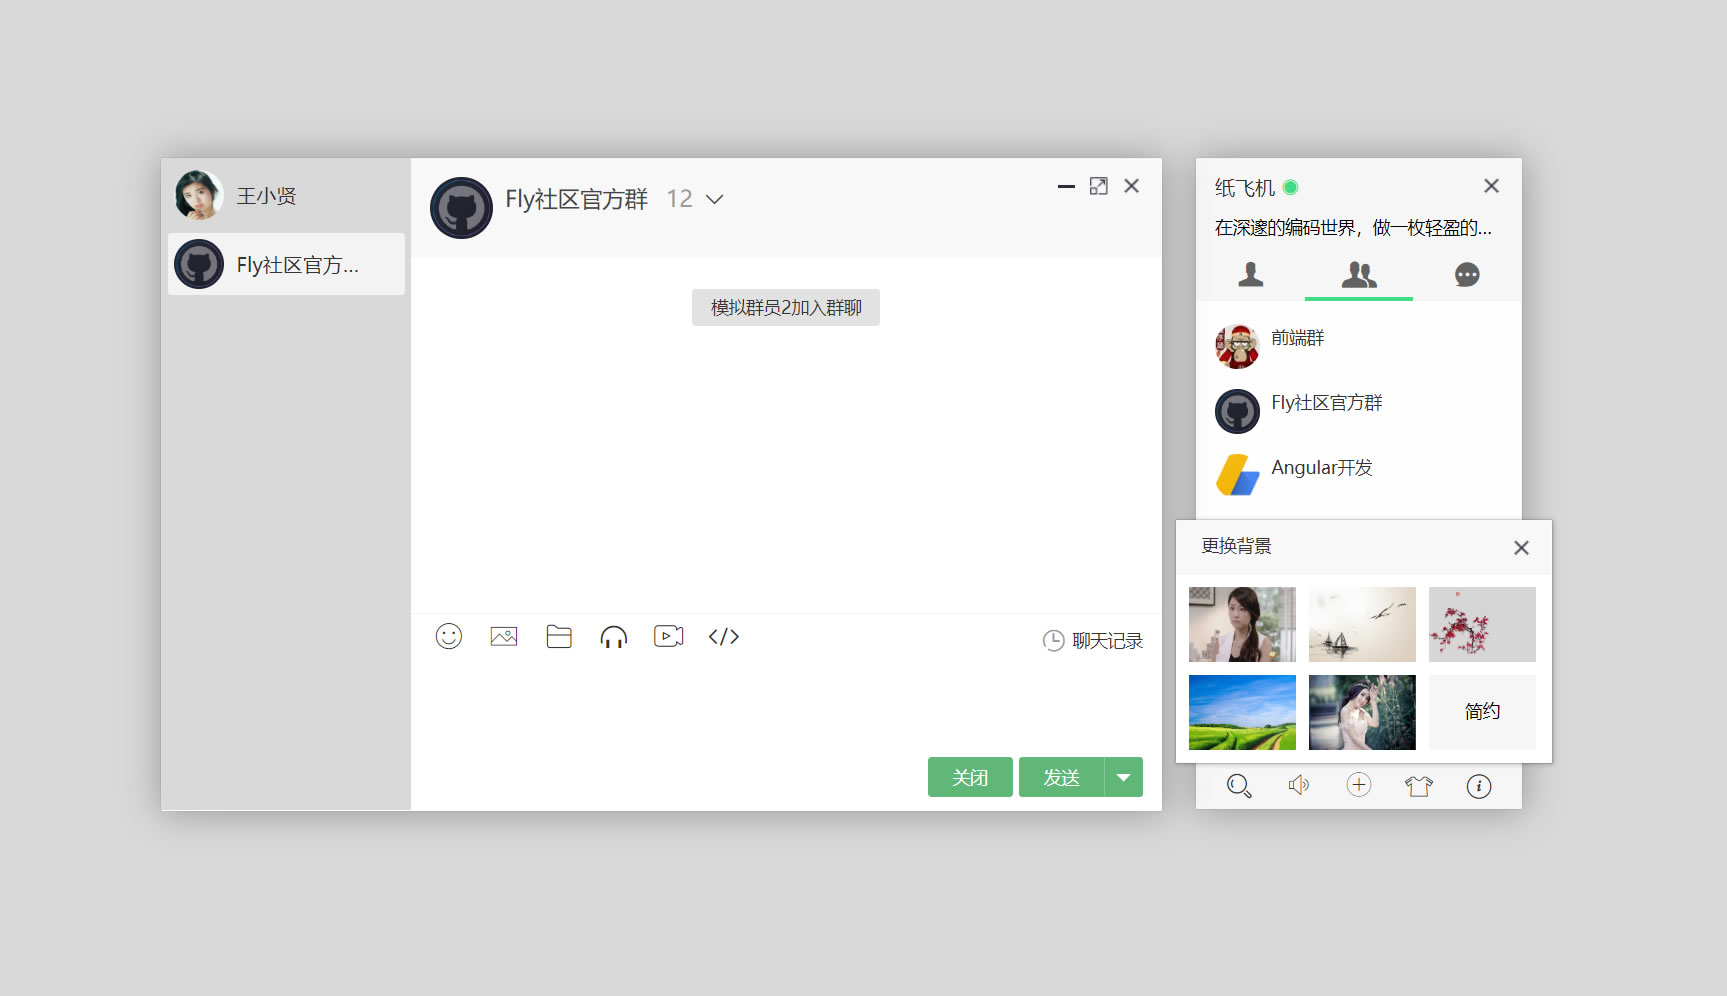 王小贤
Fly社区官方...
Fly社区官方群 12
模拟群员2加入群聊
聊天记录
关闭
发送
纸飞机
在深邃的编码世界，做一枚轻盈的...
前端群
Fly社区官方群
Angular开发
更换背景
简约